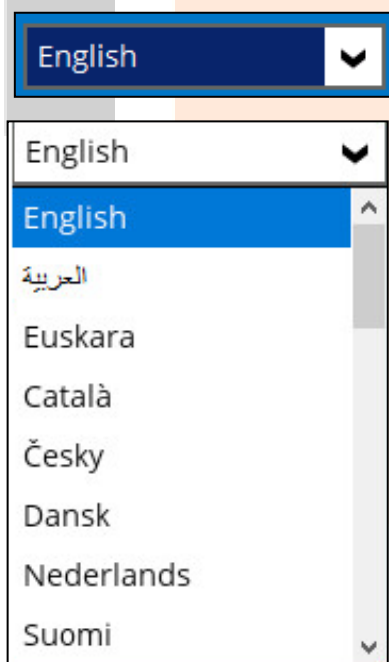 English
English
English
العربية
Euskara
Català
Česky
Dansk
Nederlands
Suomi